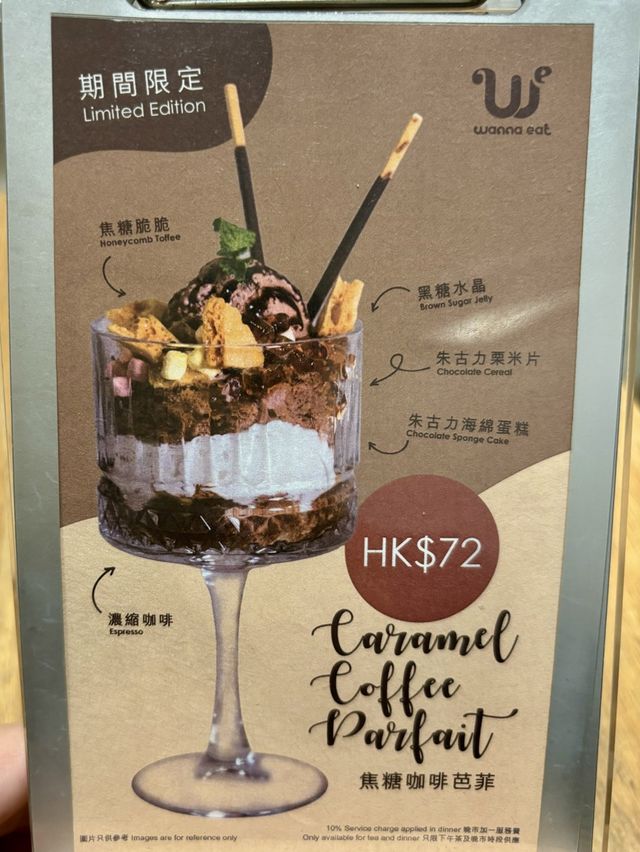 期間限定
Limited Edition
we
wanna eat
焦糖脆脆
Honeycomb Toffee
黑糖水晶
Brown Sugar Jelly
朱古力栗米片
Chocolate Cereal
朱古力海綿蛋糕
Chocolate Sponge Cake
HK$72
濃縮咖啡
Espresso
Caramel
Coffee
Parfait
焦糖咖啡芭菲
圖片只供參考 Images are for reference only
10% Service charge applied in dinner 晚市加一服務費
Only available for tea and dinner 只限下午茶及晚市時段供應